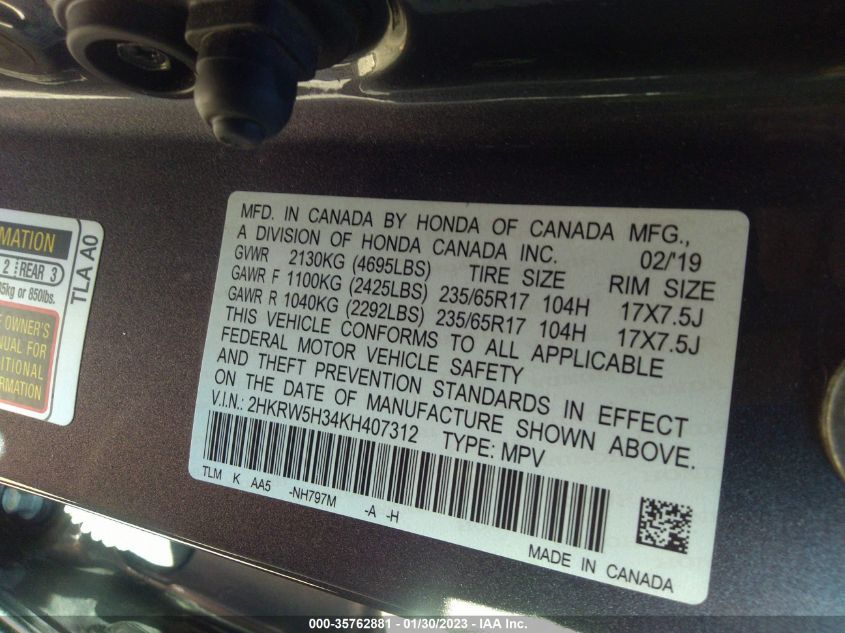 MATION
2 REAR 3
5kg or 850lbs.
OWNER'S
NUAL FOR
ITIONAL
RMATION
TLA A0
MFD. IN CANADA BY HONDA OF CANADA MFG.,
A DIVISION OF HONDA CANADA INC. 02/'19
GVWR 2130KG (4695LBS) TIRE SIZE RIM SIZE
GAWR F 1100KG (2425LBS) 235/65R17 104H 17X7.5J
GAWR R 1040KG (2292LBS) 235/65R17 104H 17X7.5J
THIS VEHICLE CONFORMS TO ALL APPLICABLE
FEDERAL MOTOR VEHICLE SAFETY
AND THEFT PREVENTION STANDARDS IN EFFECT
ON THE DATE OF MANUFACTURE SHOWN ABOVE.
V.I.N.: 2HKRW5H34KH407312 TYPE: MPV
TLM K AA5 -NH797M -A -H
MADE IN CANADA
000-35762881 - 01/30/2023 - IAA Inc.